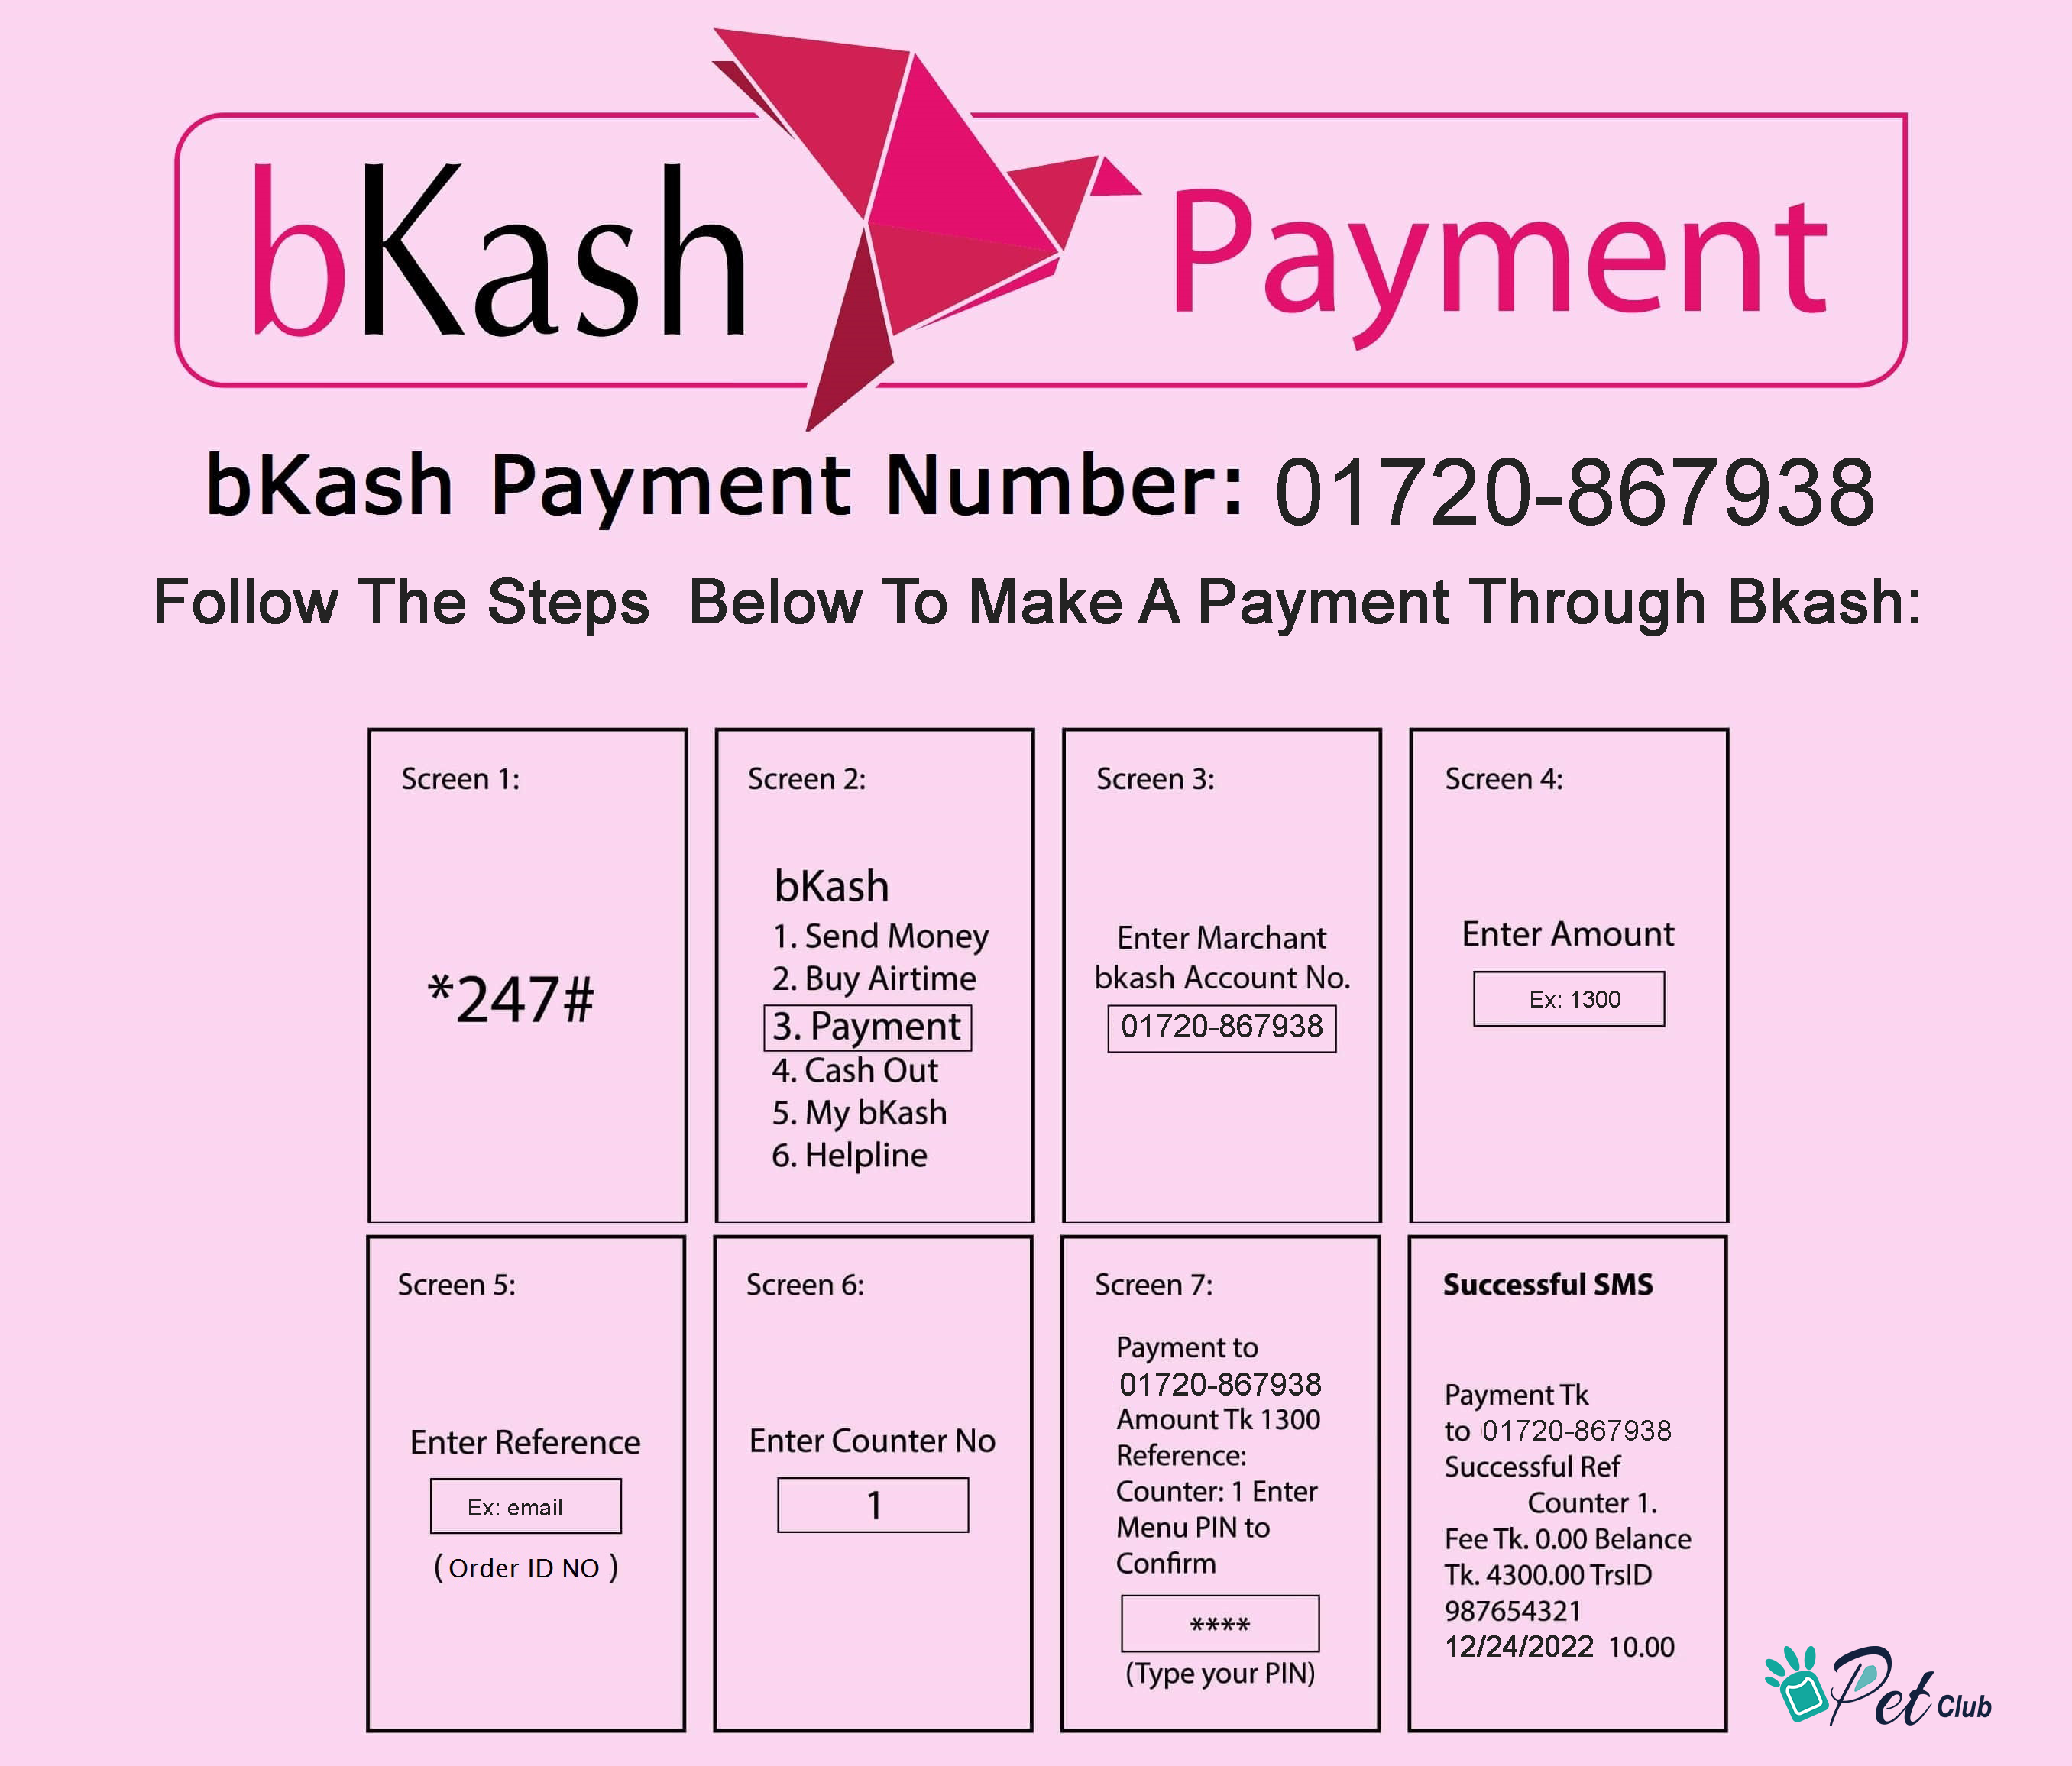 bKash Payment
bKash Payment Number: 01720-867938
Follow The Steps Below To Make A Payment Through Bkash:
Screen 1:
*247#
Screen 2:
bKash
1. Send Money
2. Buy Airtime
3. Payment
4. Cash Out
5. My bKash
6. Helpline
Screen 3:
Enter Marchant
bkash Account No.
01720-867938
Screen 4:
Enter Amount
Ex: 1300
Screen 5:
Enter Reference
Ex: email
( Order ID NO )
Screen 6:
Enter Counter No
1
Screen 7:
Payment to
01720-867938
Amount Tk 1300
Reference:
Counter: 1 Enter
Menu PIN to
Confirm
****
(Type your PIN)
Successful SMS
Payment Tk
to 01720-867938
Successful Ref
Counter 1.
Fee Tk. 0.00 Belance
Tk. 4300.00 TrsID
987654321
12/24/2022 10.00
Pet Club